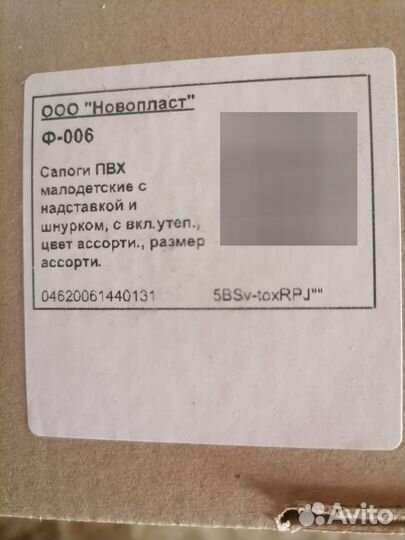 ООО "Новопласт"
Ф-006
Сапоги ПВХ
малодетские с
надставкой и
шнурком, с вкл.утеп.,
цвет ассорти., размер
ассорти.
04620061440131 5BSv-toxRPJ""
Avito